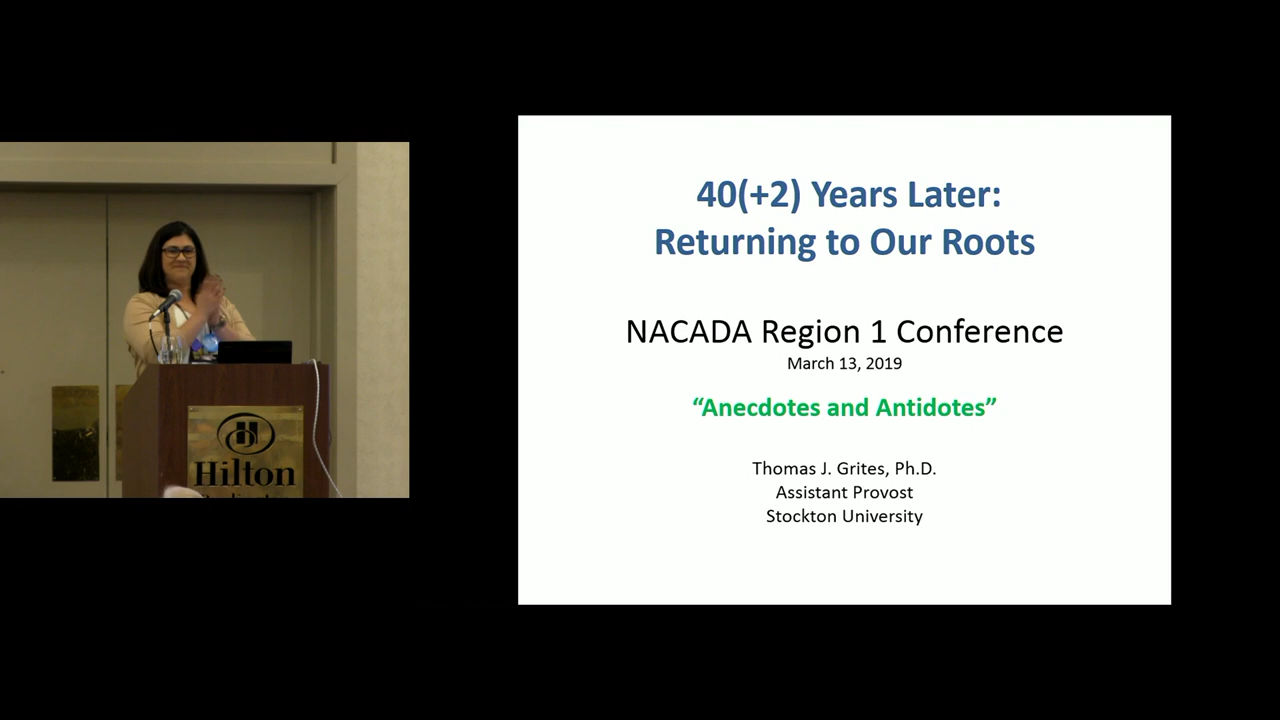 40(+2) Years Later:
Returning to Our Roots
NACADA Region 1 Conference
March 13, 2019
“Anecdotes and Antidotes”
Thomas J. Grites, Ph.D.
Assistant Provost
Stockton University
Hilton